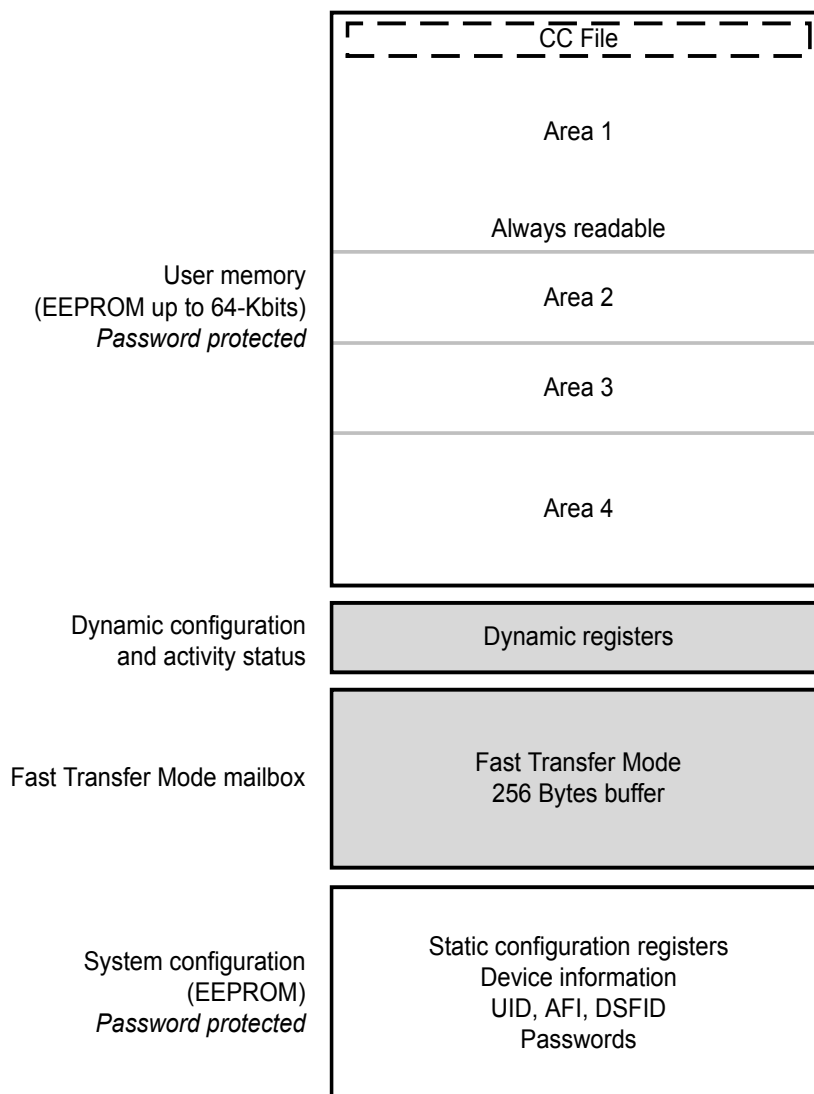 CC File
Area 1
Always readable
User memory
(EEPROM up to 64-Kbits)
Password protected
Area 2
Area 3
Area 4
Dynamic configuration
and activity status
Dynamic registers
Fast Transfer Mode mailbox
Fast Transfer Mode
256 Bytes buffer
System configuration
(EEPROM)
Password protected
Static configuration registers
Device information
UID, AFI, DSFID
Passwords